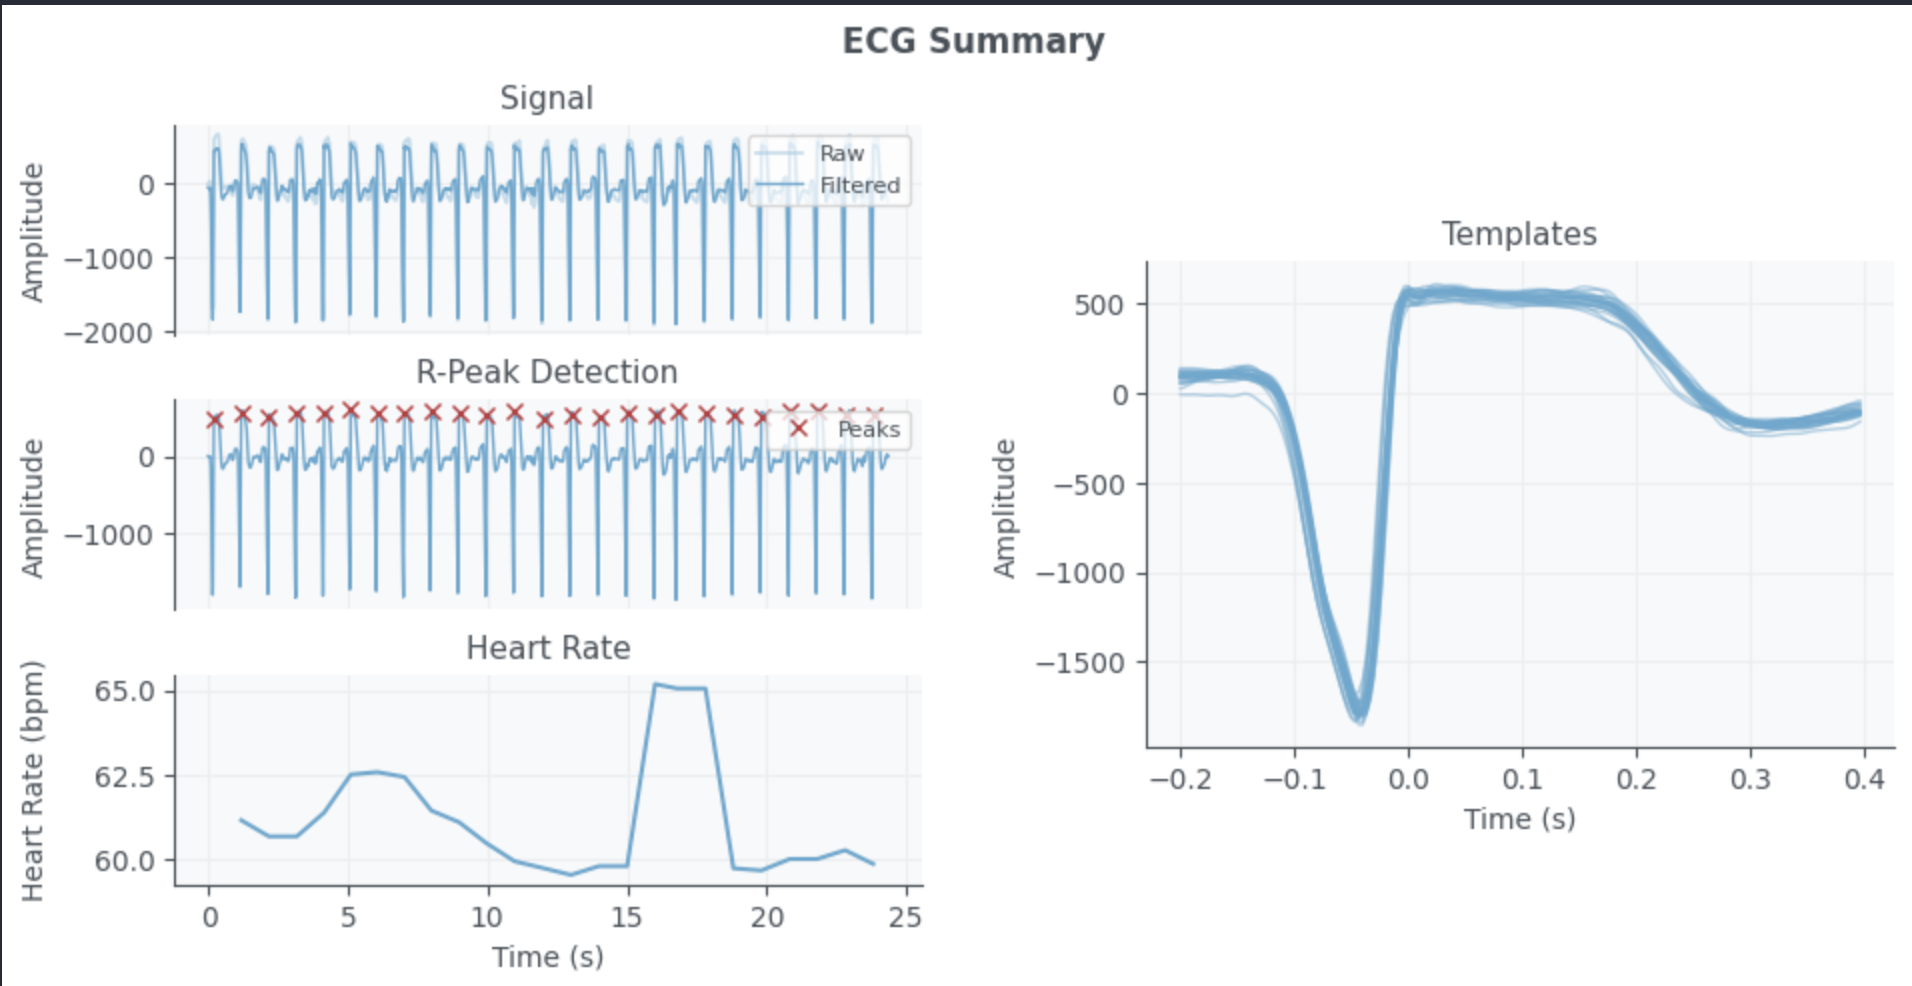 ECG Summary
Signal
Amplitude
0
−1000
−2000
Raw
Filtered
R-Peak Detection
Amplitude
0
−1000
Peaks
Heart Rate
Heart Rate (bpm)
65.0
62.5
60.0
0 5 10 15 20 25
Time (s)
Templates
Amplitude
500
0
−500
−1000
−1500
−0.2 −0.1 0.0 0.1 0.2 0.3 0.4
Time (s)